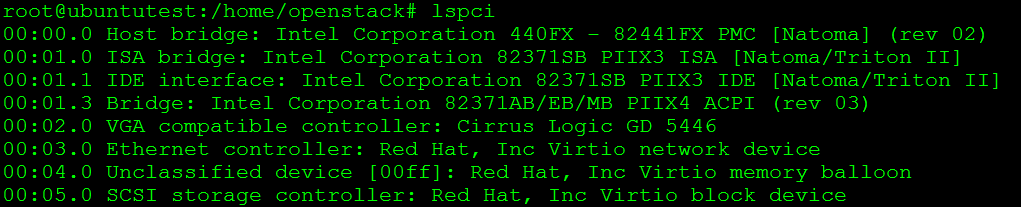 root@ubuntutest:/home/openstack# lspci
00:00.0 Host bridge: Intel Corporation 440FX - 82441FX PMC [Natoma] (rev 02)
00:01.0 ISA bridge: Intel Corporation 82371SB PIIX3 ISA [Natoma/Triton II]
00:01.1 IDE interface: Intel Corporation 82371SB PIIX3 IDE [Natoma/Triton II]
00:01.3 Bridge: Intel Corporation 82371AB/EB/MB PIIX4 ACPI (rev 03)
00:02.0 VGA compatible controller: Cirrus Logic GD 5446
00:03.0 Ethernet controller: Red Hat, Inc Virtio network device
00:04.0 Unclassified device [00ff]: Red Hat, Inc Virtio memory balloon
00:05.0 SCSI storage controller: Red Hat, Inc Virtio block device